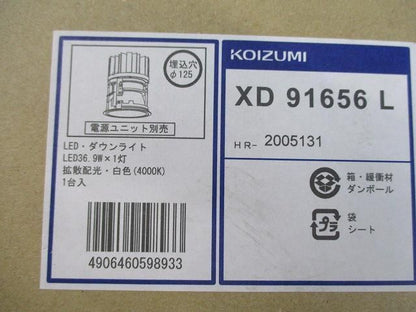 埋込穴
φ125
電源ユニット別売
LED・ダウンライト
LED36.9W×1灯
拡散配光・白色(4000K)
1台入
4906460598933
KOIZUMI
XD 91656 L
HR- 2005131
箱・緩衝材
ダンボール
プラ
袋
シート